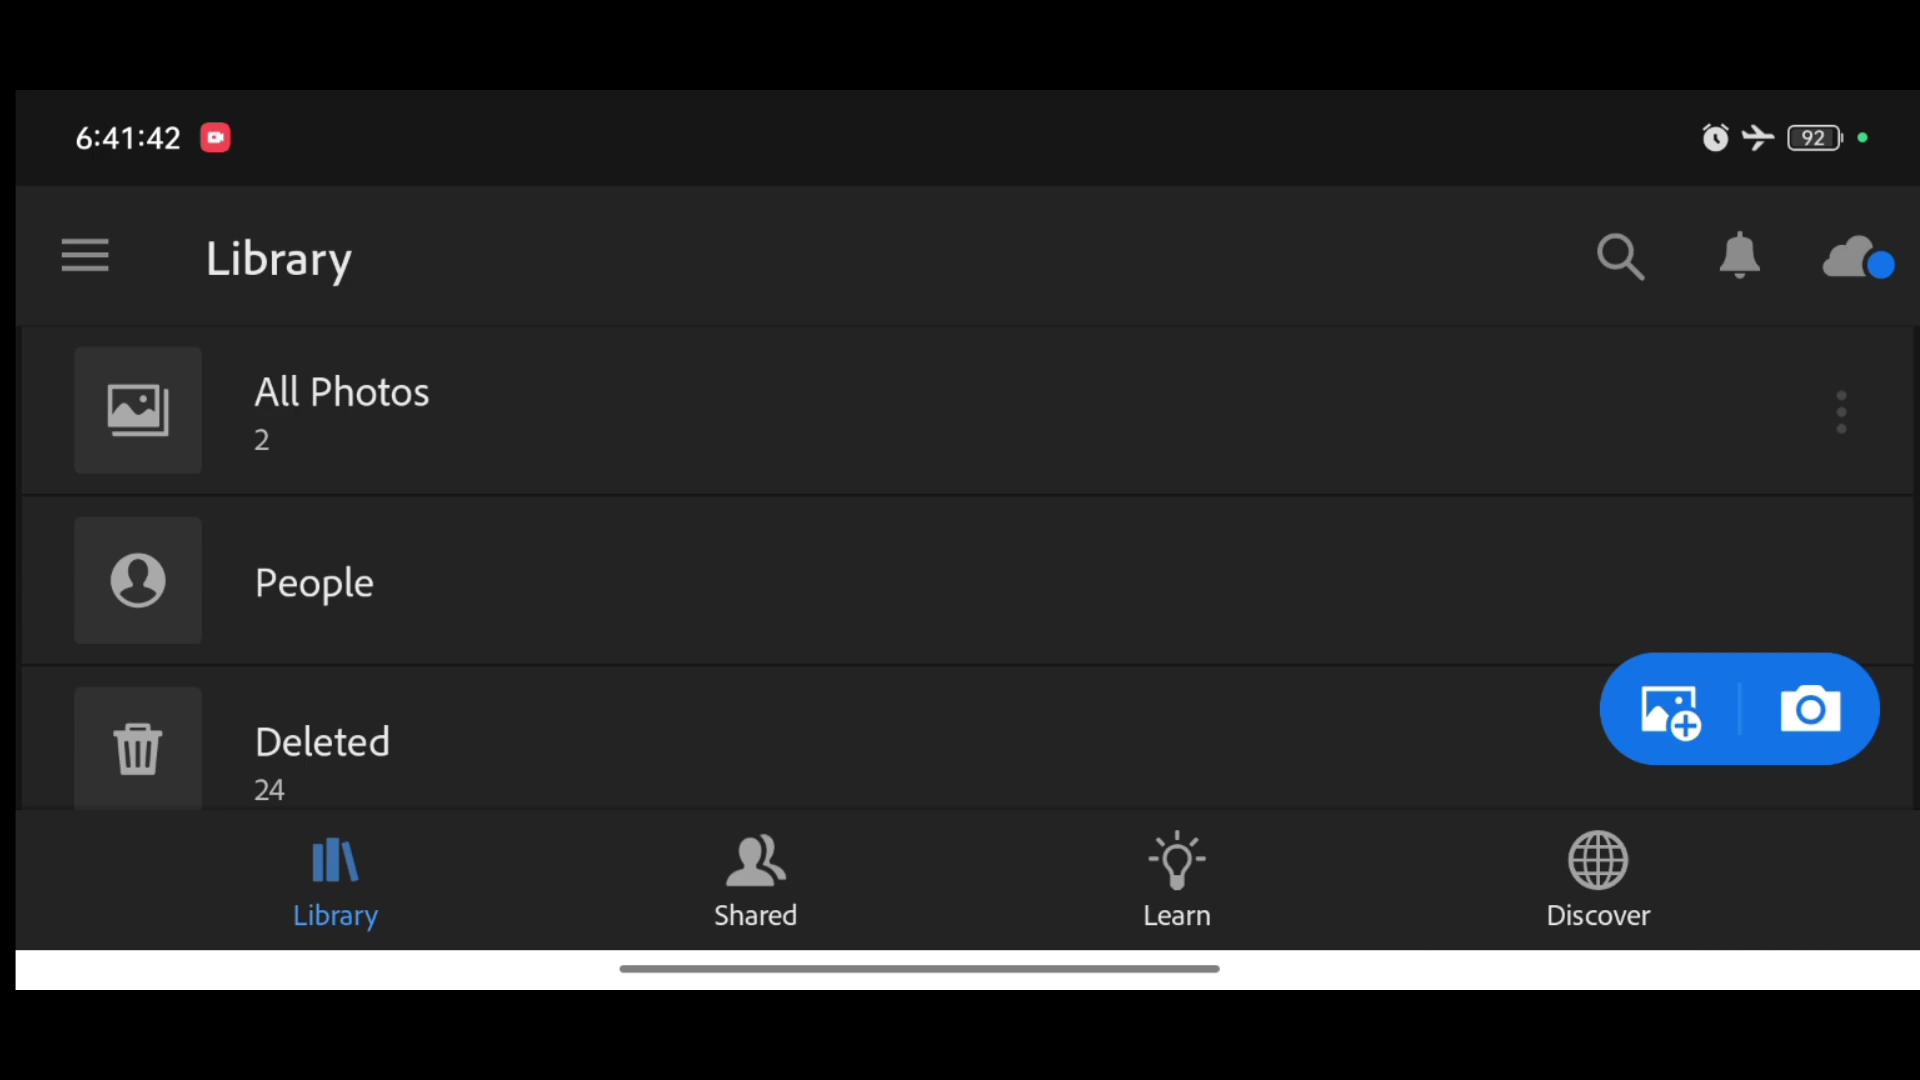 6:41:42
92
Library
All Photos
2
People
Deleted
24
Library
Shared
Learn
Discover